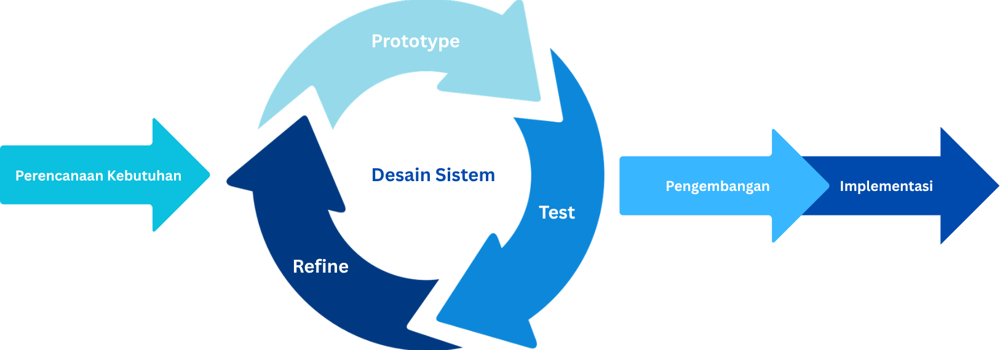 Perencanaan Kebutuhan
Prototype
Desain Sistem
Test
Refine
Pengembangan
Implementasi